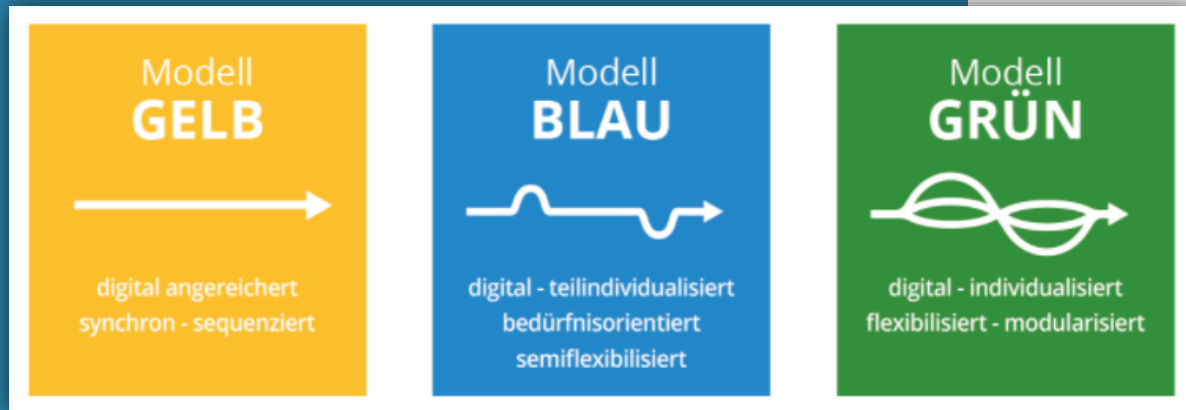 Modell
GELB
digital angereichert
synchron - sequenziert
Modell
BLAU
digital - teilindividualisiert
bedürfnisorientiert
semiflexibilisiert
Modell
GRÜN
digital - individualisiert
flexibilisiert - modularisiert